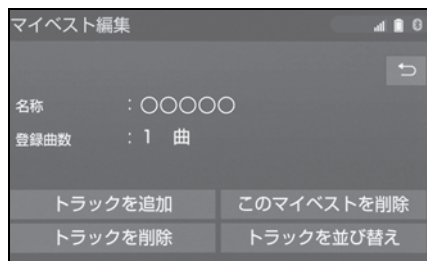 マイベスト編集
名称 : ○○○○○
登録曲数 : 1 曲
トラックを追加 このマイベストを削除
トラックを削除 トラックを並び替え